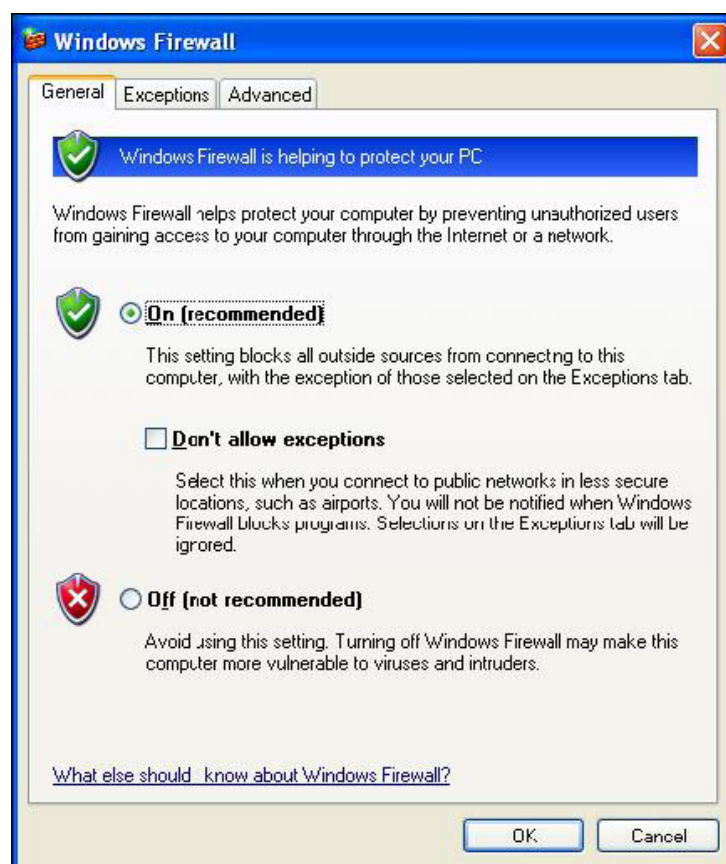 Windows Firewall
General
Exceptions
Advanced
Windows Firewall is helping to protect your PC
Windows Firewall helps protect your computer by preventing unauthorized users
from gaining access to your computer through the Internet or a network.
On (recommended)
This setting blocks all outside sources from connecting to this
computer, with the exception of those selected on the Exceptions tab.
Don't allow exceptions
Select this when you connect to public networks in less secure
locations, such as airports. You will not be notified when Windows
Firewall blocks programs. Selections on the Exceptions tab will be
ignored.
Off (not recommended)
Avoid using this setting. Turning off Windows Firewall may make this
computer more vulnerable to viruses and intruders.
What else should I know about Windows Firewall?
OK
Cancel